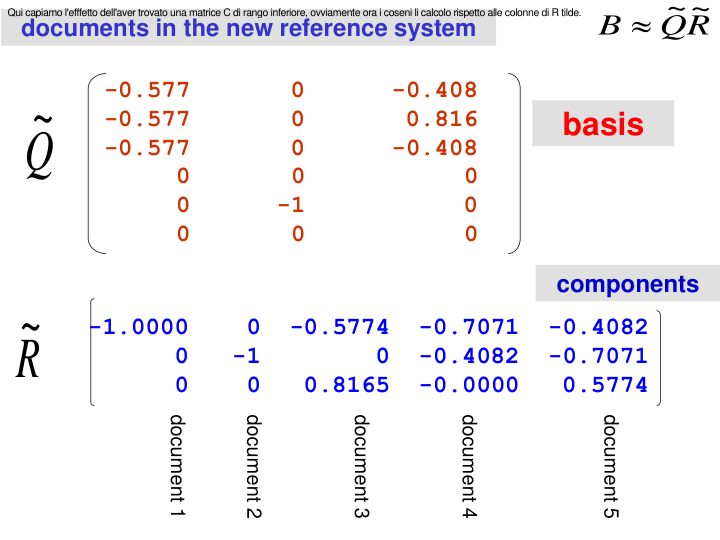 Qui capiamo l'efffetto dell'aver trovato una matrice C di rango inferiore, ovviamente ora i coseni li calcolo rispetto alle colonne di R tilde.
documents in the new reference system
B ≈ Q̃R̃
-0.577 0 -0.408
-0.577 0 0.816
-0.577 0 -0.408
0 0 0
0 -1 0
0 0 0
Q̃
basis
components
-1.0000 0 -0.5774 -0.7071 -0.4082
0 -1 0 -0.4082 -0.7071
0 0 0.8165 -0.0000 0.5774
R̃
document 1
document 2
document 3
document 4
document 5